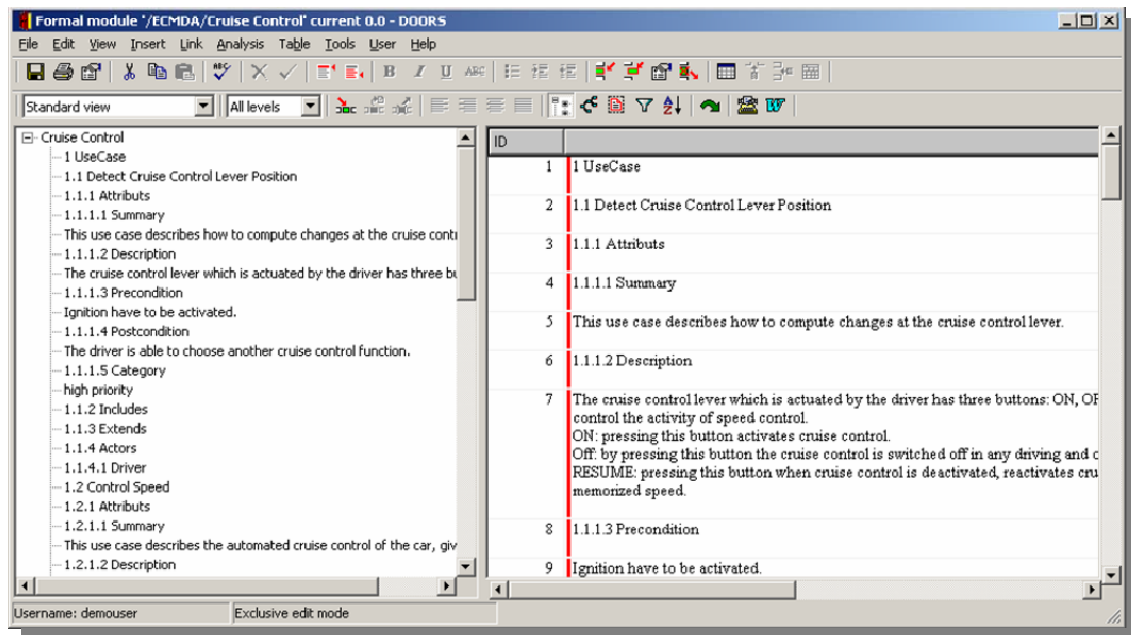 Formal module '/ECMDA/Cruise Control' current 0.0 - DOORS
File Edit View Insert Link Analysis Table Tools User Help
Standard view All levels
Cruise Control
1 UseCase
1.1 Detect Cruise Control Lever Position
1.1.1 Attributs
1.1.1.1 Summary
This use case describes how to compute changes at the cruise contr
1.1.1.2 Description
The cruise control lever which is actuated by the driver has three bu
1.1.1.3 Precondition
Ignition have to be activated.
1.1.1.4 Postcondition
The driver is able to choose another cruise control function.
1.1.1.5 Category
high priority
1.1.2 Includes
1.1.3 Extends
1.1.4 Actors
1.1.4.1 Driver
1.2 Control Speed
1.2.1 Attributs
1.2.1.1 Summary
This use case describes the automated cruise control of the car, giv
1.2.1.2 Description
ID
1 1 UseCase
2 1.1 Detect Cruise Control Lever Position
3 1.1.1 Attributs
4 1.1.1.1 Summary
5 This use case describes how to compute changes at the cruise control lever.
6 1.1.1.2 Description
7 The cruise control lever which is actuated by the driver has three buttons: ON, OF
control the activity of speed control.
ON: pressing this button activates cruise control.
Off: by pressing this button the cruise control is switched off in any driving and c
RESUME: pressing this button when cruise control is deactivated, reactivates cru
memorized speed.
8 1.1.1.3 Precondition
9 Ignition have to be activated.
Username: demouser Exclusive edit mode